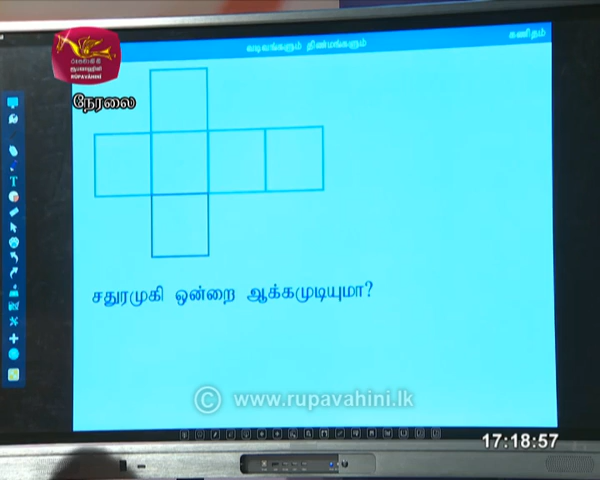 வடிவங்களும் திண்மங்களும்
கணிதம்
RUPAVAHINI
நேரலை
சதுரமுகி ஒன்றை ஆக்கமுடியுமா?
© www.rupavahini.lk
17:18:57